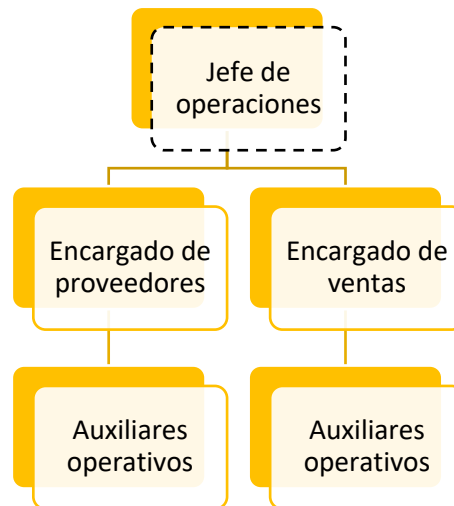 Jefe de
operaciones
Encargado de
proveedores
Encargado de
ventas
Auxiliares
operativos
Auxiliares
operativos